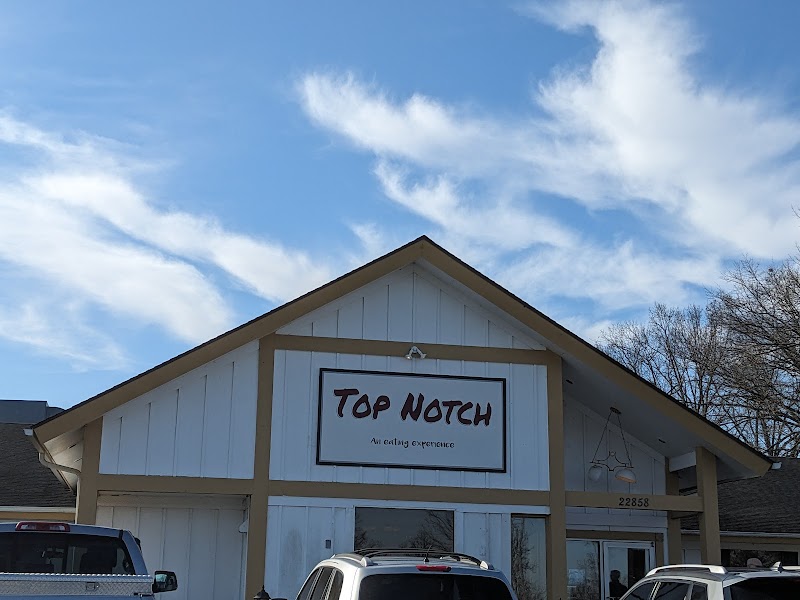 TOP NOTCH
An eating experience
22858